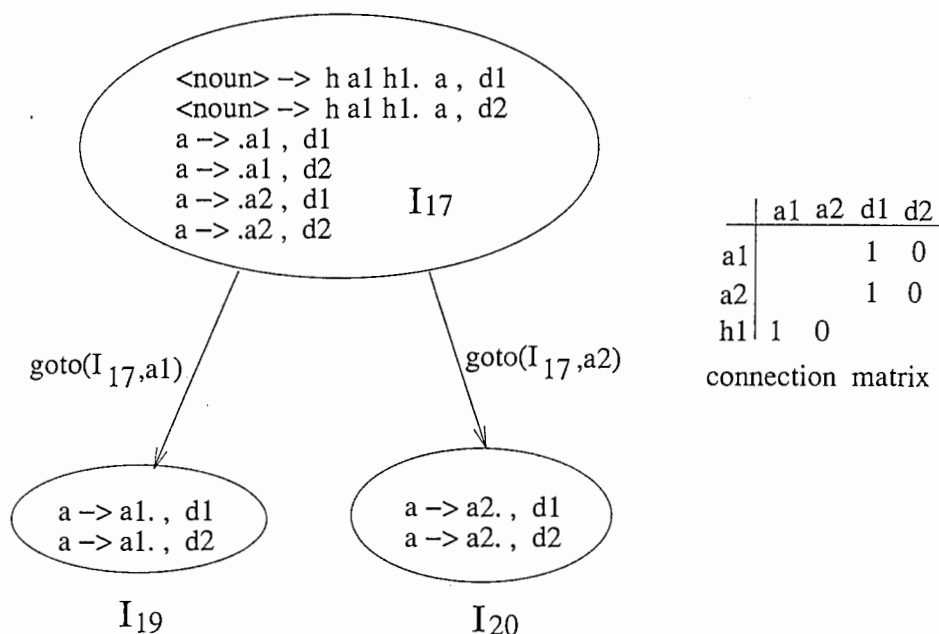 <noun> –> h a1 h1. a , d1
<noun> –> h a1 h1. a , d2
a –> .a1 , d1
a –> .a1 , d2
a –> .a2 , d1
a –> .a2 , d2
I17
goto(I17,a1)
goto(I17,a2)
a –> a1. , d1
a –> a1. , d2
I19
a –> a2. , d1
a –> a2. , d2
I20
a1 a2 d1 d2
a1 1 0
a2 1 0
h1 1 0
connection matrix